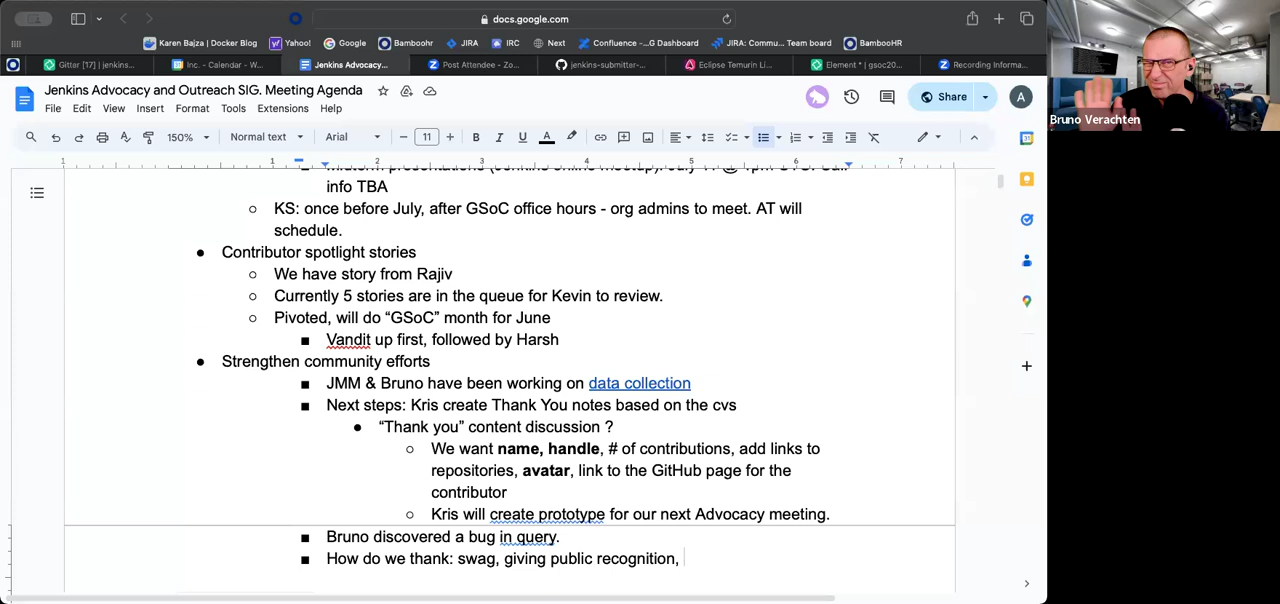 docs.google.com
Karen Bajza | Docker Blog
Yahoo!
Google
Bamboohr
JIRA
IRC
Next
Confluence ...G Dashboard
JIRA: Commu... Team board
BambooHR
Gitter [17] | jenkins...
Inc. - Calendar - W...
Jenkins Advocacy...
Post Attendee - Zo...
jenkins-submitter-...
Eclipse Temurin Li...
Element * | gsoc20...
Recording Informa...
Jenkins Advocacy and Outreach SIG. Meeting Agenda
File Edit View Insert Format Tools Extensions Help
Share
A
Bruno Verachten
150% Normal text Arial 11
1 1 2 3 4 5 6 7
info TBA
KS: once before July, after GSoC office hours - org admins to meet. AT will
schedule.
Contributor spotlight stories
We have story from Rajiv
Currently 5 stories are in the queue for Kevin to review.
Pivoted, will do “GSoC” month for June
Vandit up first, followed by Harsh
Strengthen community efforts
JMM & Bruno have been working on data collection
Next steps: Kris create Thank You notes based on the cvs
“Thank you” content discussion ?
We want name, handle, # of contributions, add links to
repositories, avatar, link to the GitHub page for the
contributor
Kris will create prototype for our next Advocacy meeting.
Bruno discovered a bug in query.
How do we thank: swag, giving public recognition,